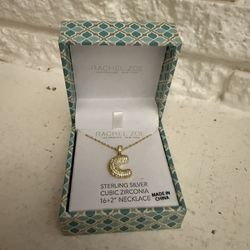 RACHEL ZOE
RACHEL ZOE
C
STERLING SILVER
CUBIC ZIRCONIA
16+2" NECKLACE
MADE IN
CHINA